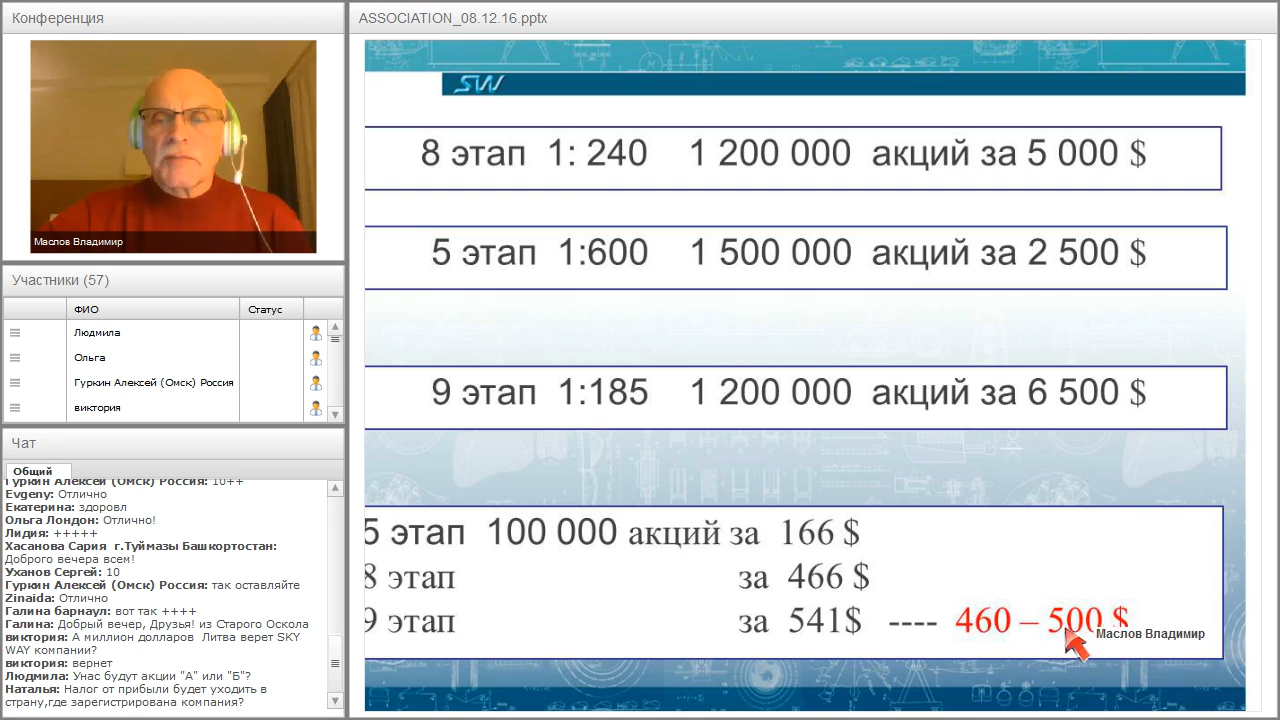 Конференция
Маслов Владимир
Участники (57)
ФИО
Статус
Людмила
Ольга
Гуркин Алексей (Омск) Россия
виктория
Чат
Общий
Гуркин Алексей (Омск) Россия: 10++
Evgeny: Отлично
Екатерина: здоровл
Ольга Лондон: Отлично!
Лидия: +++++
Хасанова Сария г.Туймазы Башкортостан:
Доброго вечера всем!
Уханов Сергей: 10
Гуркин Алексей (Омск) Россия: так оставляйте
Zinaida: Отлично
Галина барнаул: вот так ++++
Галина: Добрый вечер, Друзья! из Старого Оскола
виктория: А милион долларов он не верёт SKY
WAY компании?
виктория: вернет
Людмила: Унас будут акции "А" или "Б"?
Наталья: Налог от прибыли будет уходить в
ASSOCIATION_08.12.16.pptx
SW
8 этап 1: 240 1 200 000 акций за 5 000 $
5 этап 1:600 1 500 000 акций за 2 500 $
9 этап 1:185 1 200 000 акций за 6 500 $
5 этап 100 000 акций за 166 $
8 этап за 466 $
9 этап за 541$ ---- 460 – 500 $
Маслов Владимир